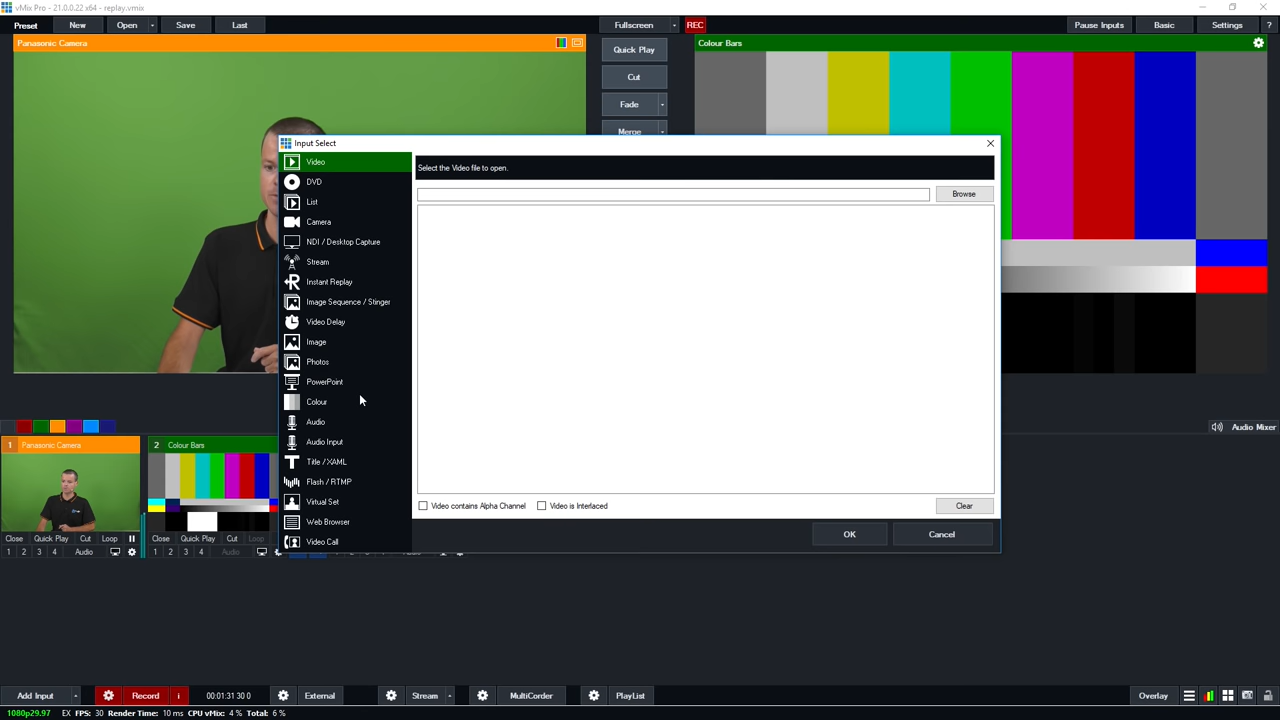 vMix Pro - 21.0.0.22 x64 - replay.vmix
Preset New Open Save Last Fullscreen REC Pause Inputs Basic Settings ?
Panasonic Camera
Quick Play
Cut
Fade
Merge
Colour Bars
Input Select
Video
DVD
List
Camera
NDI / Desktop Capture
Stream
Instant Replay
Image Sequence / Stinger
Video Delay
Image
Photos
PowerPoint
Colour
Audio
Audio Input
Title / XAML
Flash / RTMP
Virtual Set
Web Browser
Video Call
Select the Video file to open.
Browse
Video contains Alpha Channel Video is Interlaced Clear
OK Cancel
Audio Mixer
1 Panasonic Camera
Close Quick Play Cut Loop
1 2 3 4 Audio
2 Colour Bars
Close Quick Play Cut Loop
1 2 3 4 Audio
Add Input Record i 00:01:31 30 0 External Stream MultiCorder PlayList Overlay
1080p29.97 EX FPS: 30 Render Time: 10 ms CPU vMix: 4 % Total: 6 %